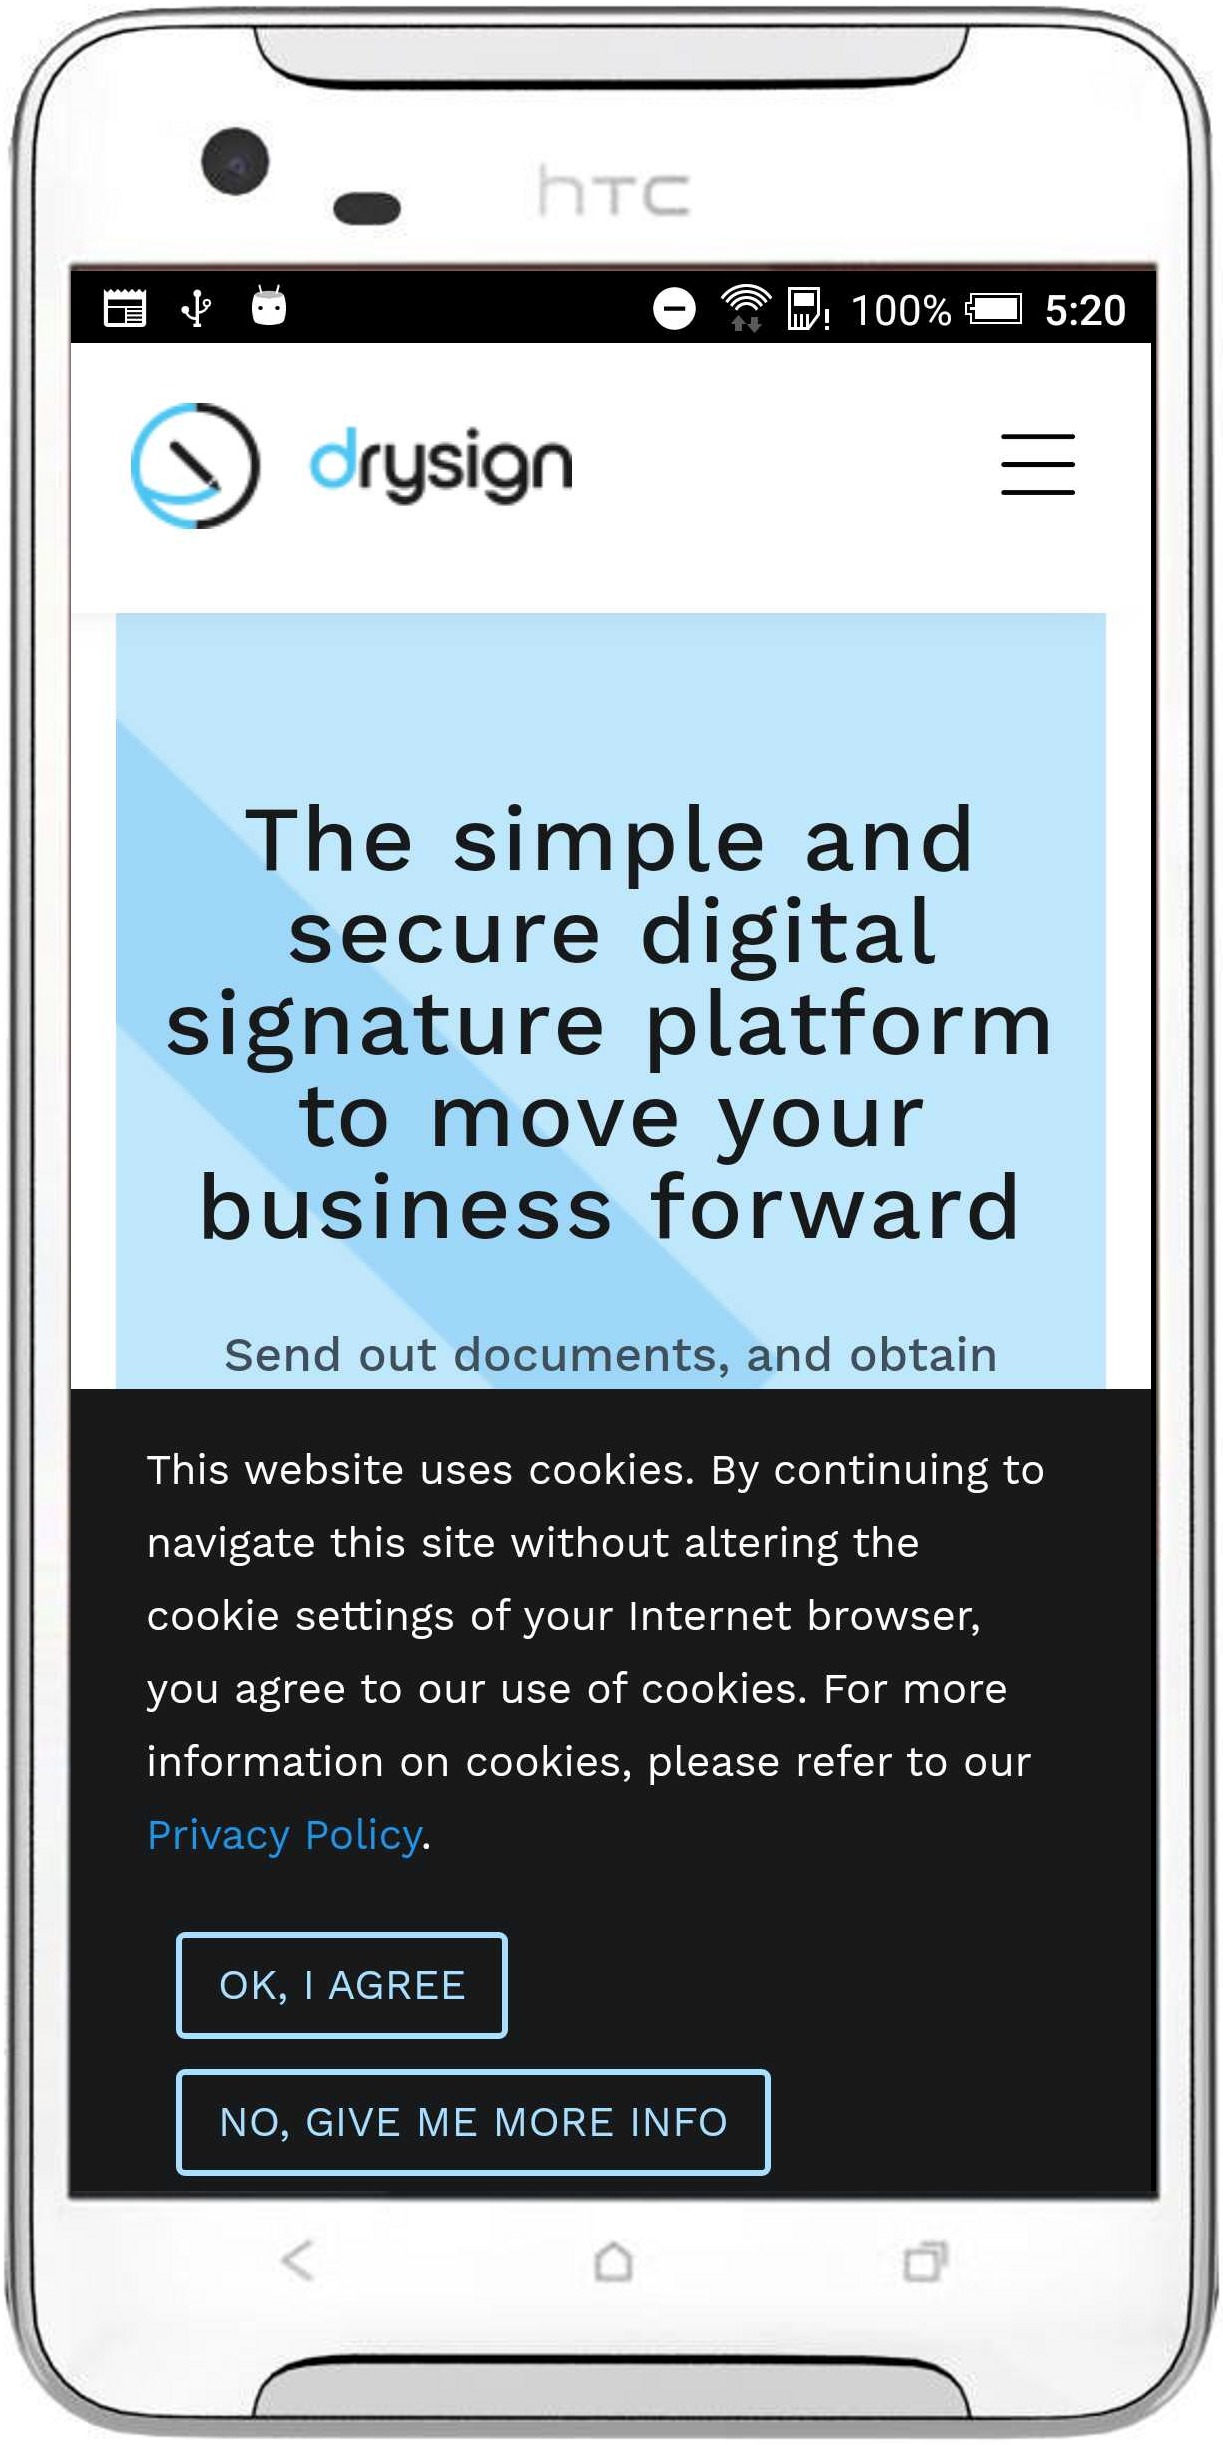 hTC
100% 5:20
drysign
The simple and
secure digital
signature platform
to move your
business forward
Send out documents, and obtain
This website uses cookies. By continuing to
navigate this site without altering the
cookie settings of your Internet browser,
you agree to our use of cookies. For more
information on cookies, please refer to our
Privacy Policy.
OK, I AGREE
NO, GIVE ME MORE INFO